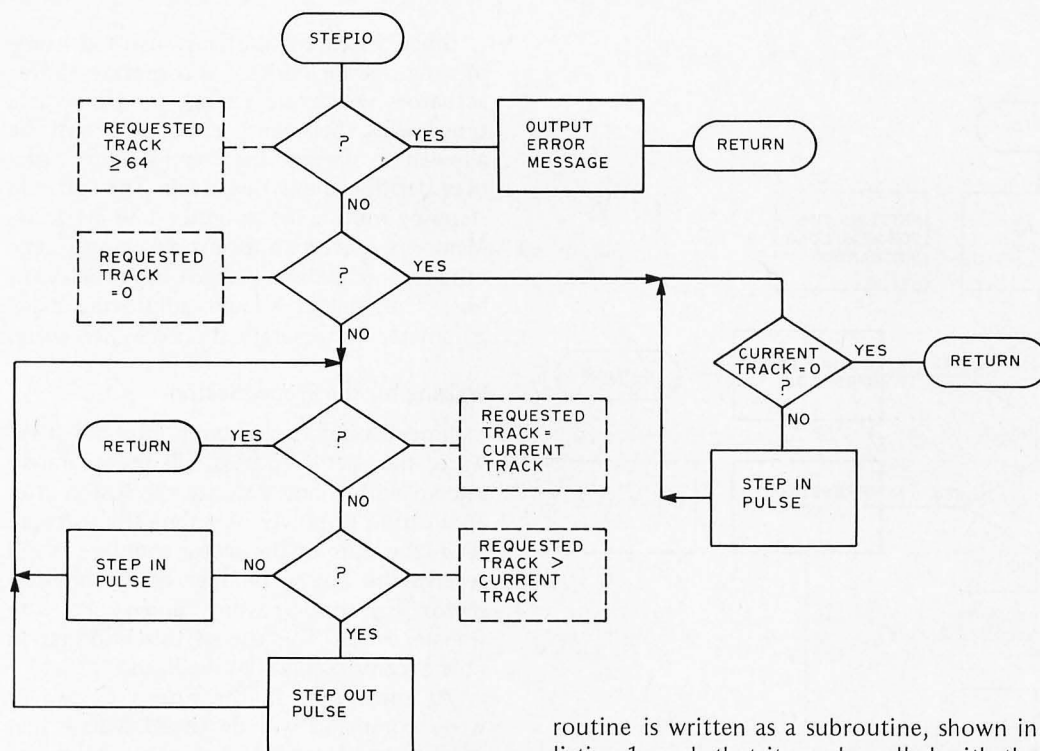 STEPIO
REQUESTED
TRACK
≥64
?
YES
OUTPUT
ERROR
MESSAGE
RETURN
NO
REQUESTED
TRACK
=0
?
YES
NO
CURRENT
TRACK=0
?
YES
RETURN
NO
STEP IN
PULSE
RETURN
YES
?
REQUESTED
TRACK=
CURRENT
TRACK
NO
STEP IN
PULSE
NO
?
REQUESTED
TRACK >
CURRENT
TRACK
YES
STEP OUT
PULSE
routine is written as a subroutine, shown in